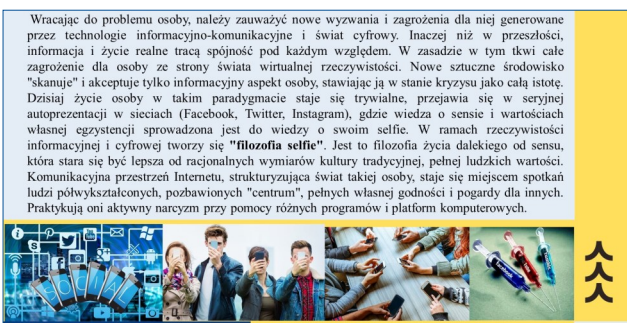 Wracając do problemu osoby, należy zauważyć nowe wyzwania i zagrożenia dla niej generowane
przez technologie informacyjno-komunikacyjne i świat cyfrowy. Inaczej niż w przeszłości,
informacja i życie realne tracą spójność pod każdym względem. W zasadzie w tym tkwi całe
zagrożenie dla osoby ze strony świata wirtualnej rzeczywistości. Nowe sztuczne środowisko
"skanuje" i akceptuje tylko informacyjny aspekt osoby, stawiając ją w stanie kryzysu jako całą istotę.
Dzisiaj życie osoby w takim paradygmacie staje się trywialne, przejawia się w seryjnej
autoprezentacji w sieciach (Facebook, Twitter, Instagram), gdzie wiedza o sensie i wartościach
własnej egzystencji sprowadzona jest do wiedzy o swoim selfie. W ramach rzeczywistości
informacyjnej i cyfrowej tworzy się "filozofia selfie". Jest to filozofia życia dalekiego od sensu,
która stara się być lepsza od racjonalnych wymiarów kultury tradycyjnej, pełnej ludzkich wartości.
Komunikacyjna przestrzeń Internetu, strukturyzująca świat takiej osoby, staje się miejscem spotkań
ludzi półwykształconych, pozbawionych "centrum", pełnych własnej godności i pogardy dla innych.
Praktykują oni aktywny narcyzm przy pomocy różnych programów i platform komputerowych.
SOCIAL